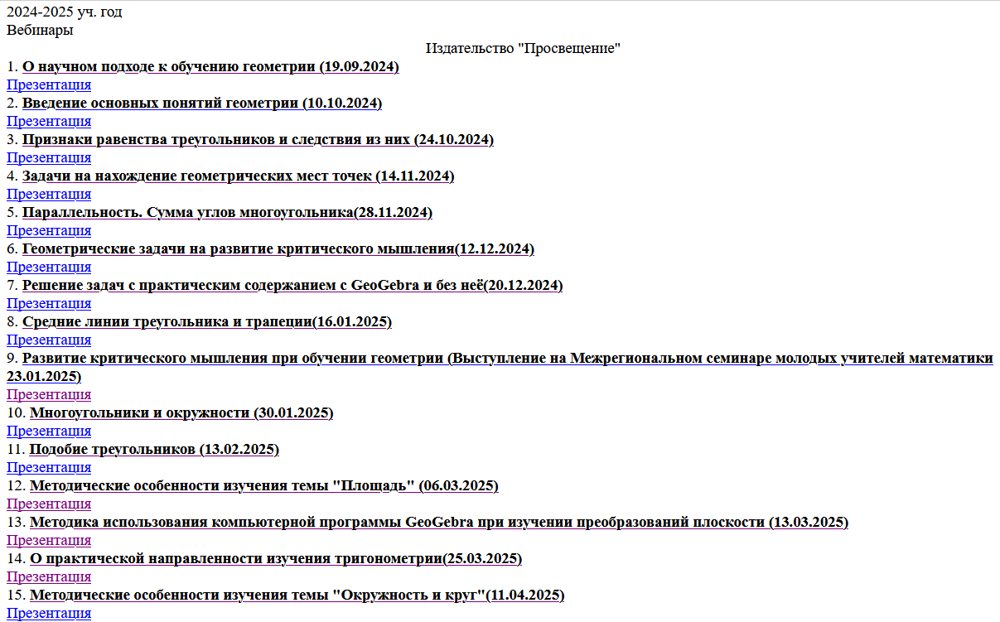 2024-2025 уч. год
Вебинары
Издательство "Просвещение"
1. О научном подходе к обучению геометрии (19.09.2024)
Презентация
2. Введение основных понятий геометрии (10.10.2024)
Презентация
3. Признаки равенства треугольников и следствия из них (24.10.2024)
Презентация
4. Задачи на нахождение геометрических мест точек (14.11.2024)
Презентация
5. Параллельность. Сумма углов многоугольника(28.11.2024)
Презентация
6. Геометрические задачи на развитие критического мышления(12.12.2024)
Презентация
7. Решение задач с практическим содержанием с GeoGebra и без неё(20.12.2024)
Презентация
8. Средние линии треугольника и трапеции(16.01.2025)
Презентация
9. Развитие критического мышления при обучении геометрии (Выступление на Межрегиональном семинаре молодых учителей математики
23.01.2025)
Презентация
10. Многоугольники и окружности (30.01.2025)
Презентация
11. Подобие треугольников (13.02.2025)
Презентация
12. Методические особенности изучения темы "Площадь" (06.03.2025)
Презентация
13. Методика использования компьютерной программы GeoGebra при изучении преобразований плоскости (13.03.2025)
Презентация
14. О практической направленности изучения тригонометрии(25.03.2025)
Презентация
15. Методические особенности изучения темы "Окружность и круг"(11.04.2025)
Презентация